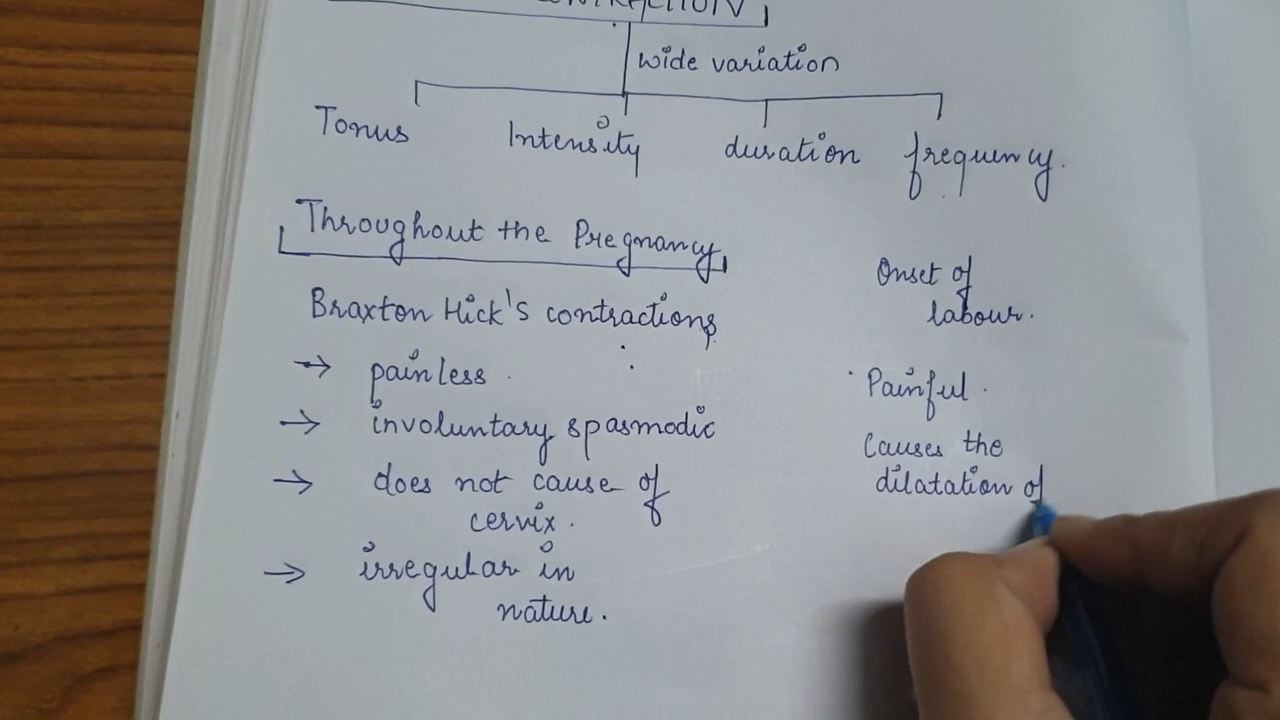 CONTRACTION
wide variation
Tonus Intensity duration frequency.
Throughout the Pregnancy
Onset of
labour.
Braxton Hick's contractions
→ painless.
Painful.
→ involuntary spasmodic
Causes the
dilatation of
→ does not cause of
cervix.
→ irregular in
nature.